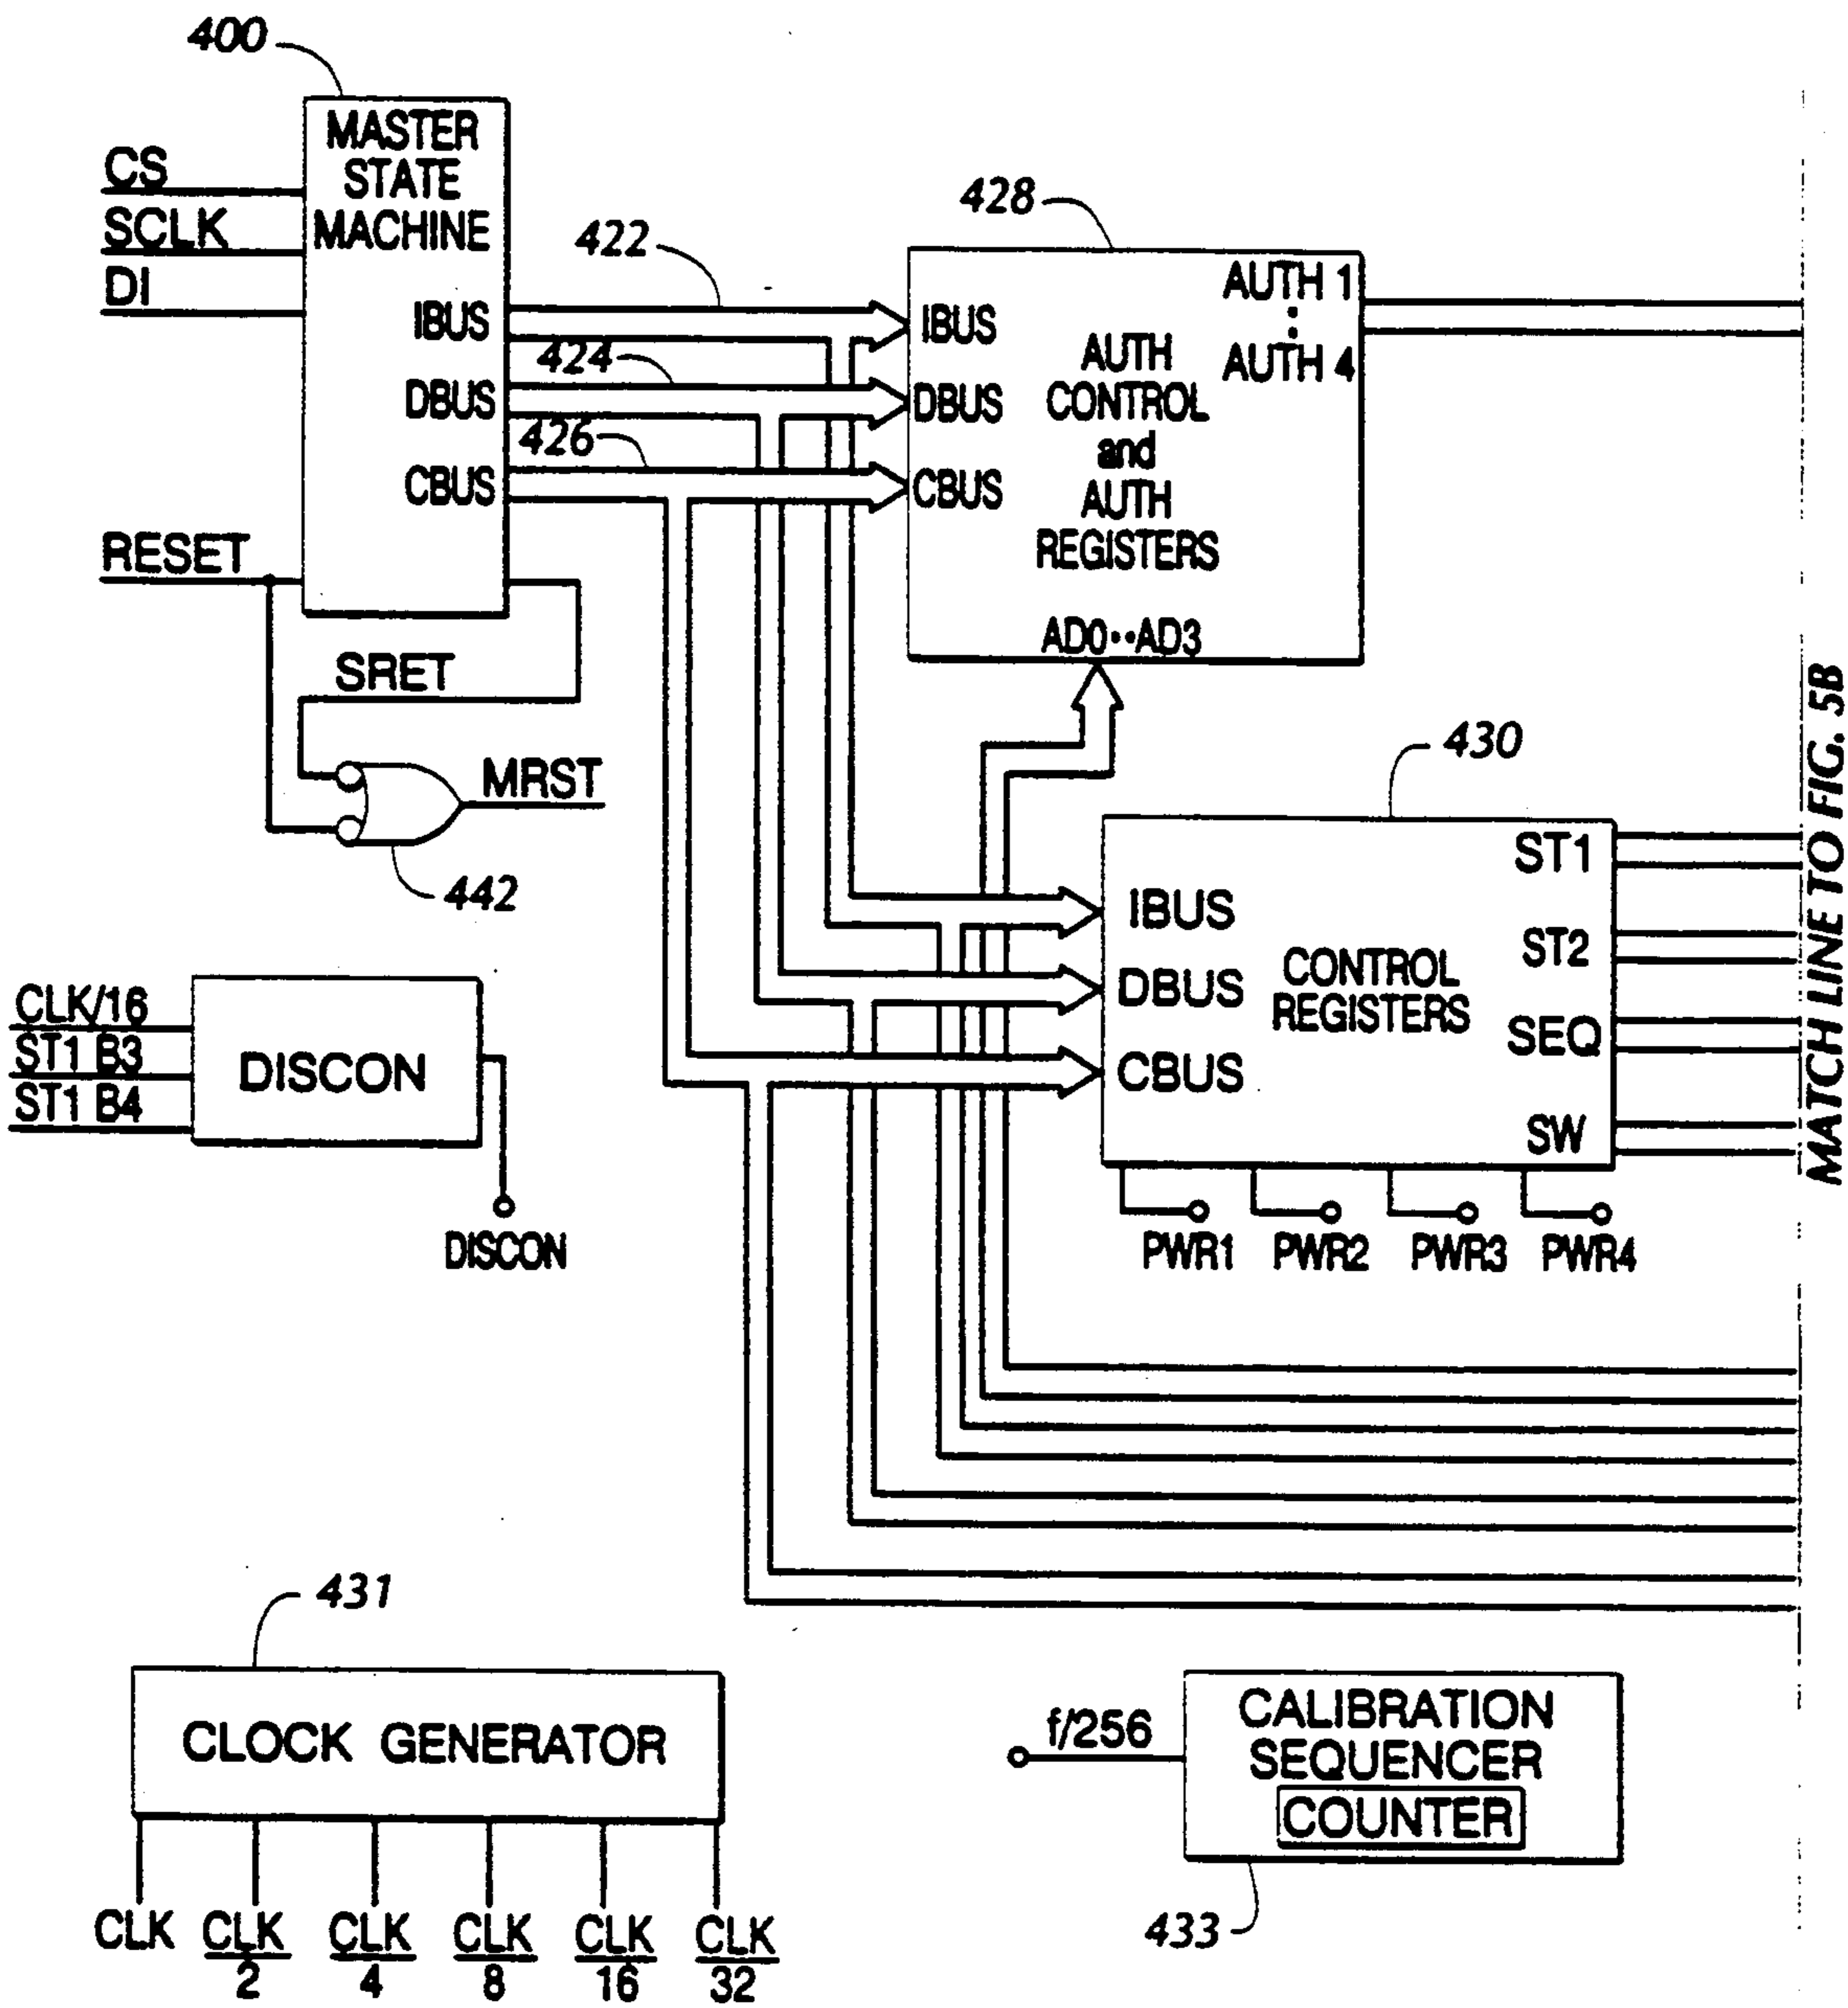 400
MASTER
STATE
MACHINE
CS
SCLK
DI
IBUS
DBUS
CBUS
RESET
SRET
MRST
442
422
424
426
428
AUTH 1
AUTH 4
IBUS
DBUS
CBUS
AUTH
CONTROL
and
AUTH
REGISTERS
AD0··AD3
430
IBUS
DBUS
CBUS
CONTROL
REGISTERS
ST1
ST2
SEQ
SW
PWR1
PWR2
PWR3
PWR4
MATCH LINE TO FIG. 5B
CLK/16
ST1 B3
ST1 B4
DISCON
DISCON
431
CLOCK GENERATOR
CLK
CLK
2
CLK
4
CLK
8
CLK
16
CLK
32
f/256
CALIBRATION
SEQUENCER
COUNTER
433